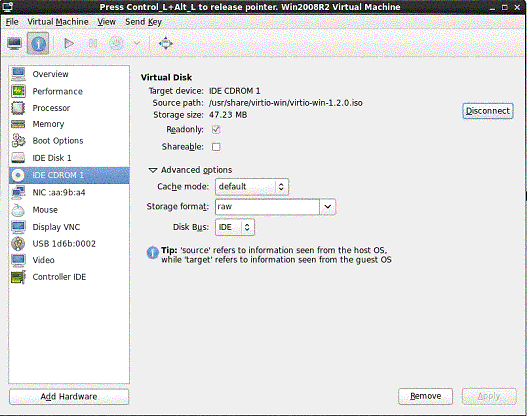 Press Control_L+Alt_L to release pointer. Win2008R2 Virtual Machine
File Virtual Machine View Send Key
Overview
Performance
Processor
Memory
Boot Options
IDE Disk 1
IDE CDROM 1
NIC :aa:9b:a4
Mouse
Display VNC
USB 1d6b:0002
Video
Controller IDE
Add Hardware
Virtual Disk
Target device: IDE CDROM 1
Source path: /usr/share/virtio-win/virtio-win-1.2.0.iso
Storage size: 47.23 MB
Readonly:
Shareable:
Disconnect
Advanced options
Cache mode: default
Storage format: raw
Disk Bus: IDE
Tip: 'source' refers to information seen from the host OS,
while 'target' refers to information seen from the guest OS
Remove
Apply